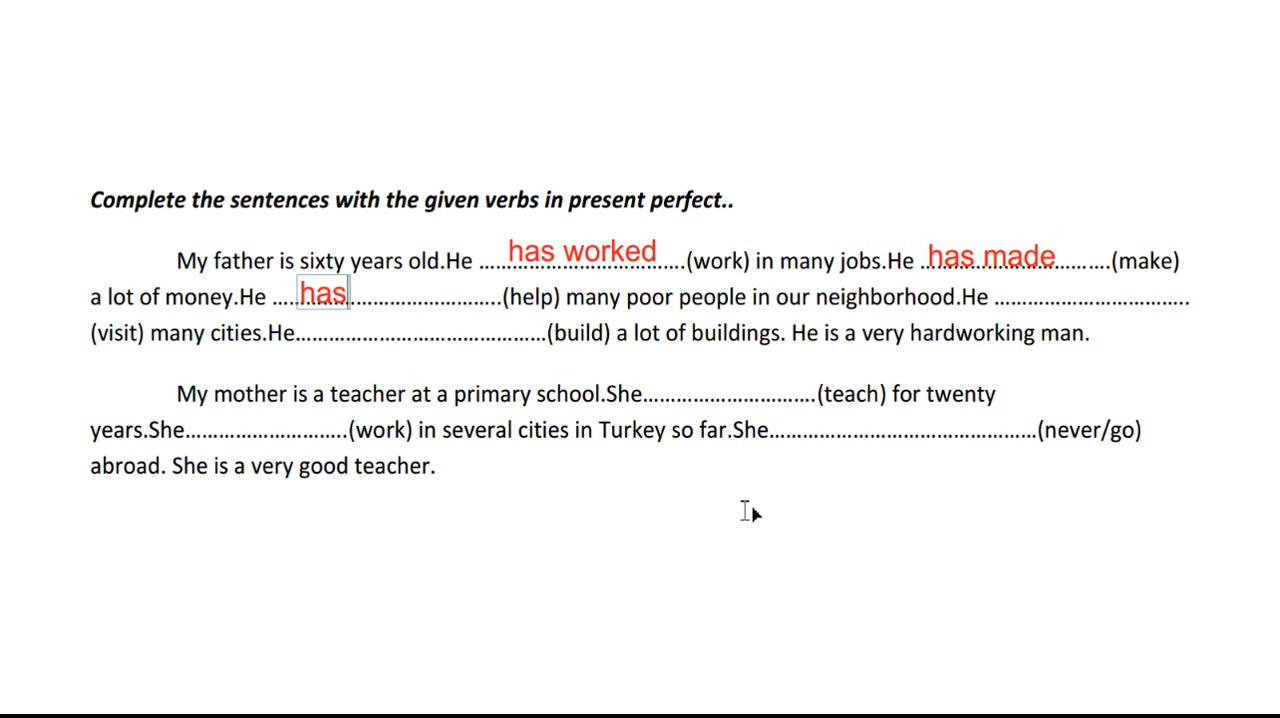 Complete the sentences with the given verbs in present perfect..
My father is sixty years old.He ....has worked....(work) in many jobs.He ....has made....(make)
a lot of money.He ....has....(help) many poor people in our neighborhood.He ........
(visit) many cities.He........(build) a lot of buildings. He is a very hardworking man.
My mother is a teacher at a primary school.She........(teach) for twenty
years.She........(work) in several cities in Turkey so far.She........(never/go)
abroad. She is a very good teacher.